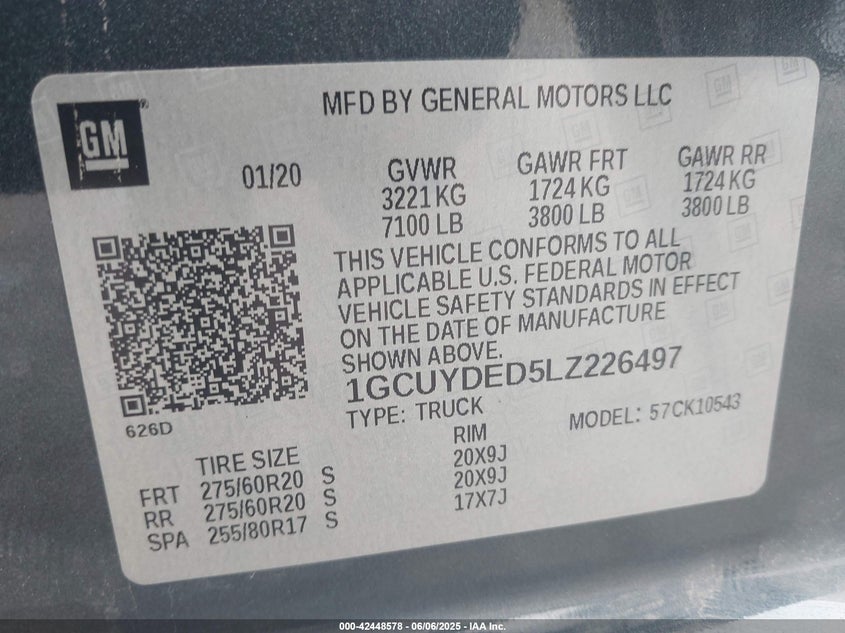 GM
MFD BY GENERAL MOTORS LLC
01/20
GVWR
3221 KG
7100 LB
GAWR FRT
1724 KG
3800 LB
GAWR RR
1724 KG
3800 LB
THIS VEHICLE CONFORMS TO ALL
APPLICABLE U.S. FEDERAL MOTOR
VEHICLE SAFETY STANDARDS IN EFFECT
ON THE DATE OF MANUFACTURE
SHOWN ABOVE.
1GCUYDED5LZ226497
TYPE: TRUCK
MODEL: 57CK10543
626D
TIRE SIZE RIM
FRT 275/60R20 S 20X9J
RR 275/60R20 S 20X9J
SPA 255/80R17 S 17X7J
000-42448578 - 06/06/2025 - IAA Inc.